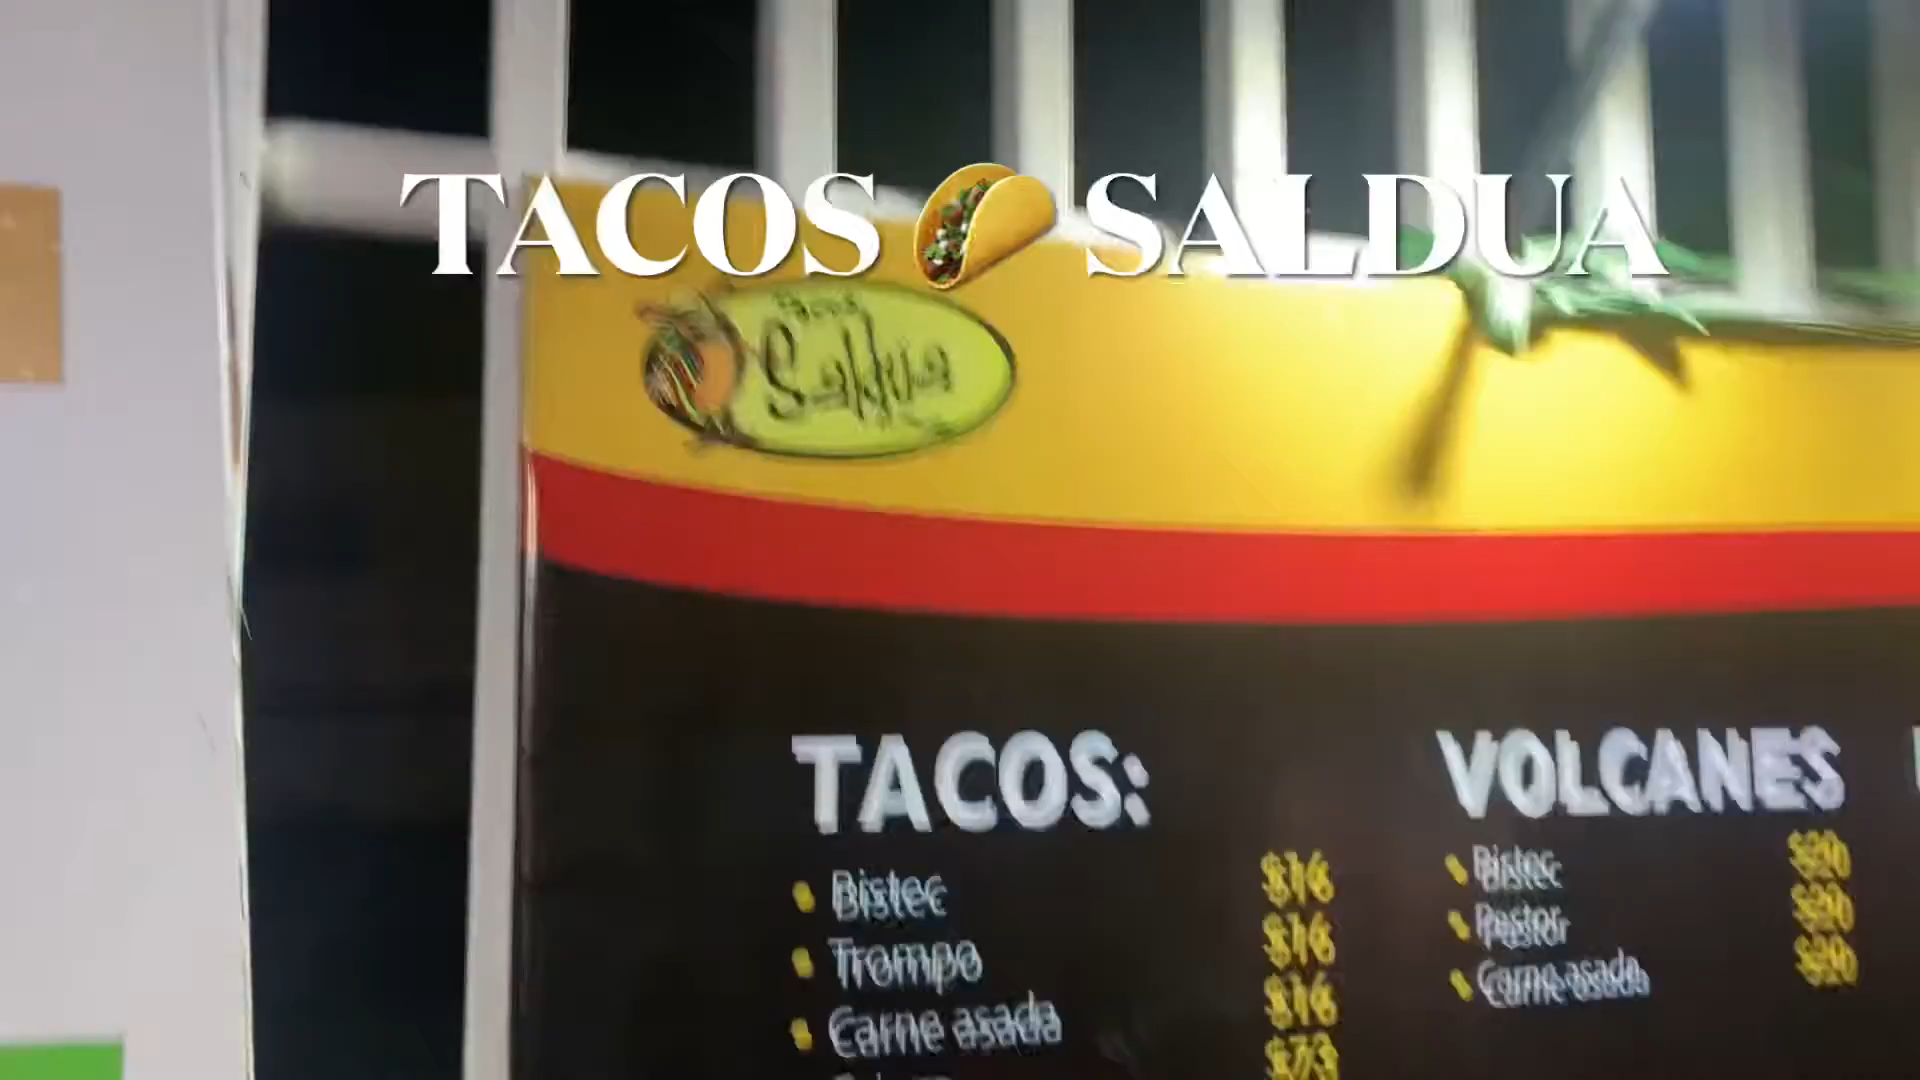 TACOS 🌮 SALDUA
Tacos
Saldua
TACOS:
Bistec $16
Trompo $16
Carne asada $16
$73
VOLCANES
Bistec $20
Pastor $20
Carne asada $20